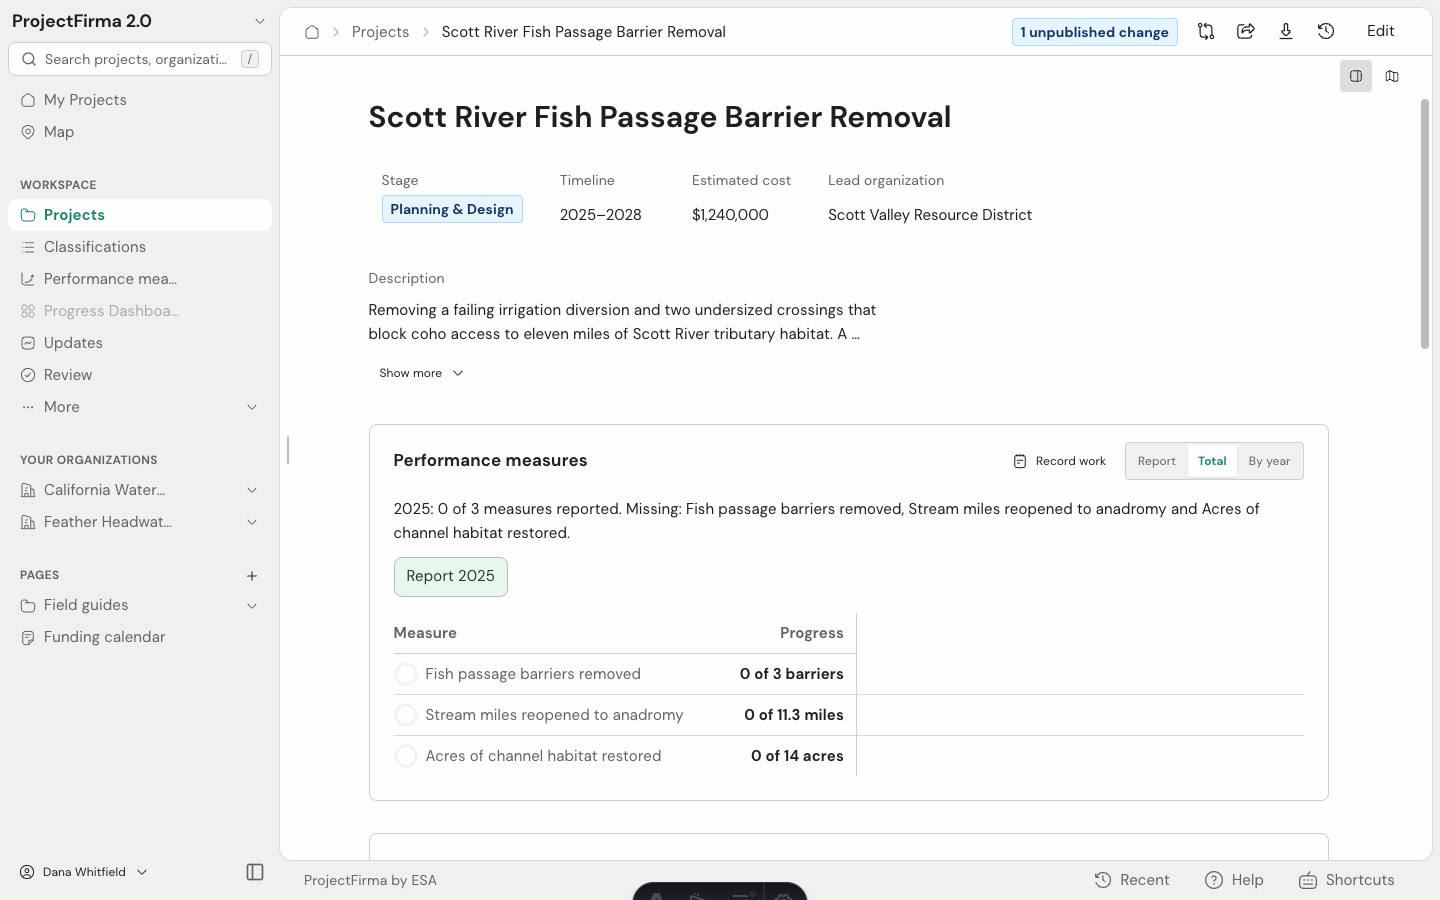 ProjectFirma 2.0
Search projects, organizati... /
My Projects
Map
WORKSPACE
Projects
Classifications
Performance mea...
Progress Dashboa...
Updates
Review
More
YOUR ORGANIZATIONS
California Water...
Feather Headwat...
PAGES
Field guides
Funding calendar
Dana Whitfield
Projects
Scott River Fish Passage Barrier Removal
1 unpublished change
Edit
Scott River Fish Passage Barrier Removal
Stage Timeline Estimated cost Lead organization
Planning & Design 2025–2028 $1,240,000 Scott Valley Resource District
Description
Removing a failing irrigation diversion and two undersized crossings that
block coho access to eleven miles of Scott River tributary habitat. A ...
Show more
Performance measures
Record work
Report Total By year
2025: 0 of 3 measures reported. Missing: Fish passage barriers removed, Stream miles reopened to anadromy and Acres of
channel habitat restored.
Report 2025
Measure Progress
Fish passage barriers removed 0 of 3 barriers
Stream miles reopened to anadromy 0 of 11.3 miles
Acres of channel habitat restored 0 of 14 acres
ProjectFirma by ESA
Recent
Help
Shortcuts